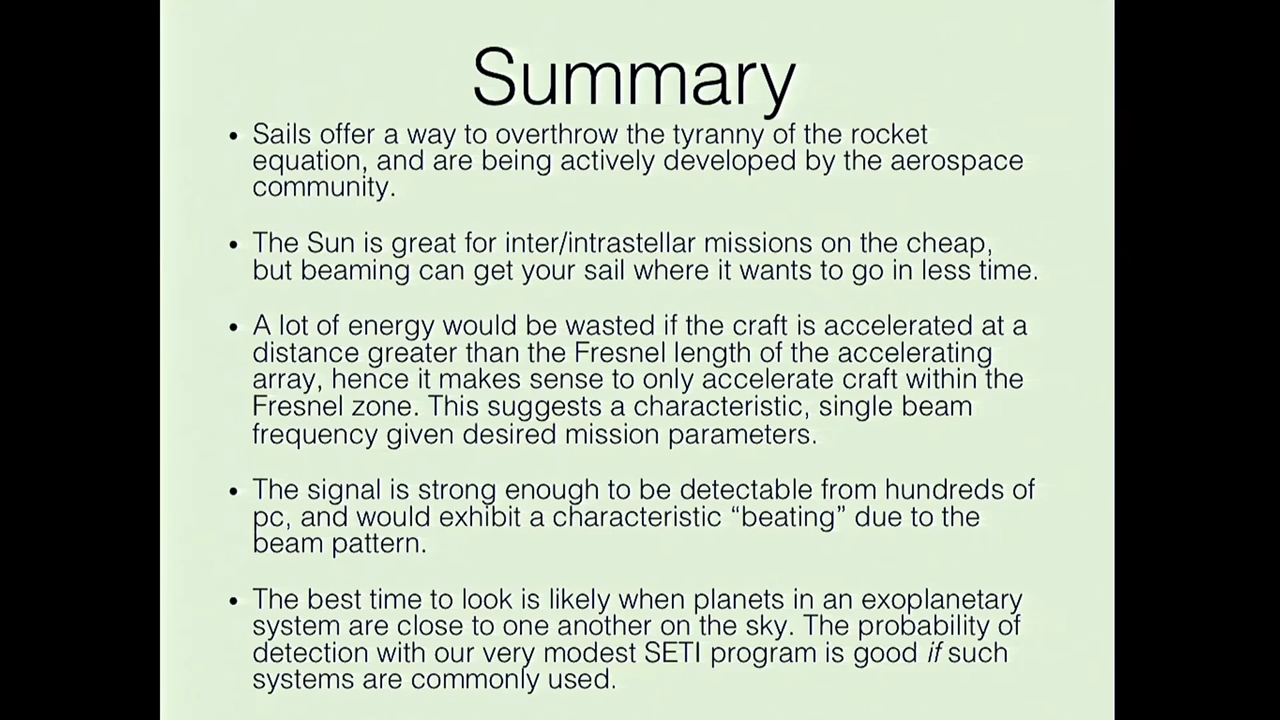 Summary
• Sails offer a way to overthrow the tyranny of the rocket
equation, and are being actively developed by the aerospace
community.
• The Sun is great for inter/intrastellar missions on the cheap,
but beaming can get your sail where it wants to go in less time.
• A lot of energy would be wasted if the craft is accelerated at a
distance greater than the Fresnel length of the accelerating
array, hence it makes sense to only accelerate craft within the
Fresnel zone. This suggests a characteristic, single beam
frequency given desired mission parameters.
• The signal is strong enough to be detectable from hundreds of
pc, and would exhibit a characteristic “beating” due to the
beam pattern.
• The best time to look is likely when planets in an exoplanetary
system are close to one another on the sky. The probability of
detection with our very modest SETI program is good if such
systems are commonly used.